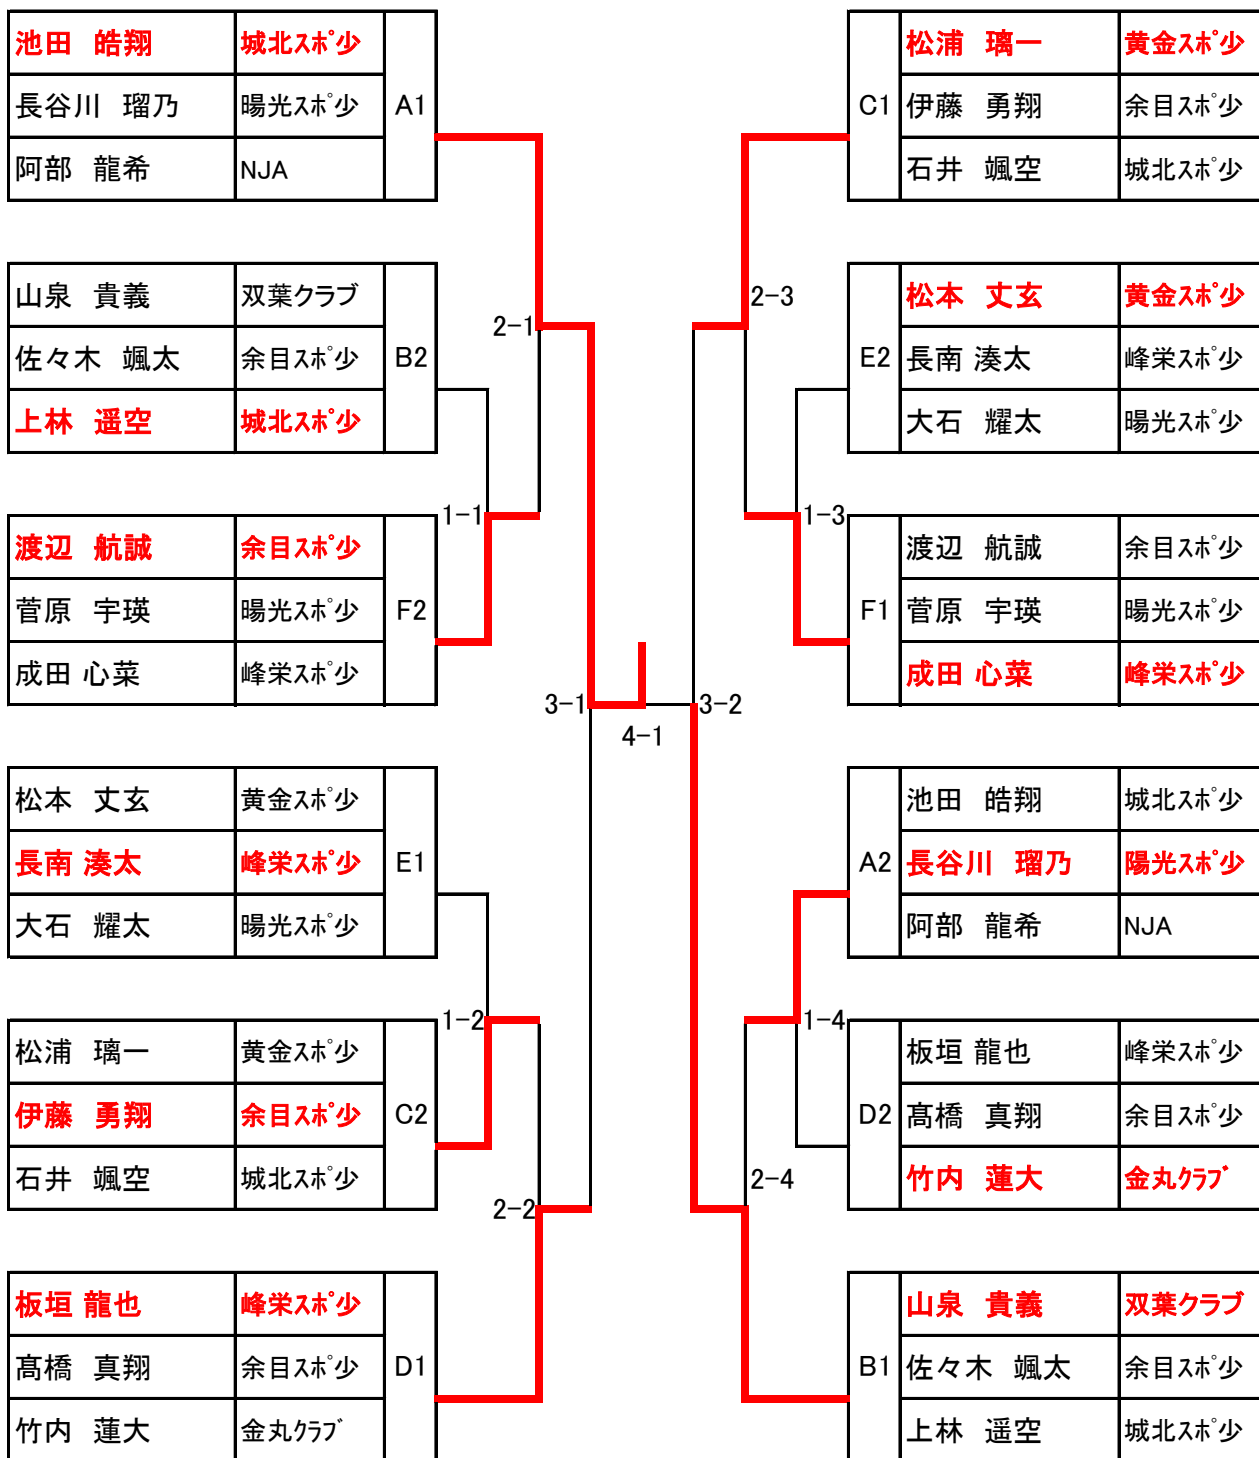 池田 皓翔 城北スポ少
長谷川 瑠乃 暘光スポ少 A1
阿部 龍希 NJA
山泉 貴義 双葉クラブ
佐々木 颯太 余目スポ少 B2
上林 遥空 城北スポ少
渡辺 航誠 余目スポ少
菅原 宇瑛 暘光スポ少 F2
成田 心菜 峰栄スポ少
松本 丈玄 黄金スポ少
長南 湊太 峰栄スポ少 E1
大石 耀太 暘光スポ少
松浦 璃一 黄金スポ少
伊藤 勇翔 余目スポ少 C2
石井 颯空 城北スポ少
板垣 龍也 峰栄スポ少
髙橋 真翔 余目スポ少 D1
竹内 蓮大 金丸クラブ
2-1
1-1
3-1
1-2
2-2
4-1
2-3
1-3
3-2
1-4
2-4
松浦 璃一 黄金スポ少
C1 伊藤 勇翔 余目スポ少
石井 颯空 城北スポ少
松本 丈玄 黄金スポ少
E2 長南 湊太 峰栄スポ少
大石 耀太 暘光スポ少
渡辺 航誠 余目スポ少
F1 菅原 宇瑛 暘光スポ少
成田 心菜 峰栄スポ少
池田 皓翔 城北スポ少
A2 長谷川 瑠乃 陽光スポ少
阿部 龍希 NJA
板垣 龍也 峰栄スポ少
D2 髙橋 真翔 余目スポ少
竹内 蓮大 金丸クラブ
山泉 貴義 双葉クラブ
B1 佐々木 颯太 余目スポ少
上林 遥空 城北スポ少